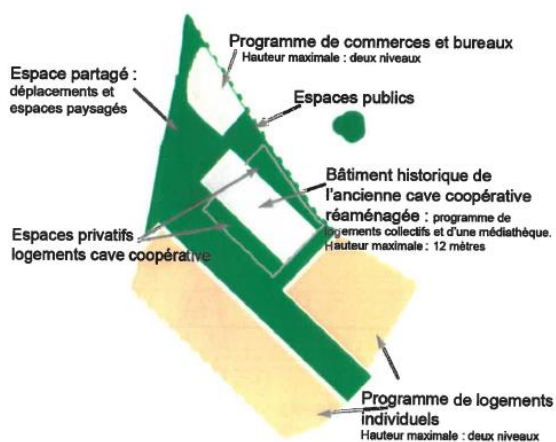 Programme de commerces et bureaux
Hauteur maximale : deux niveaux
Espace partagé :
déplacements et
espaces paysagés
Espaces publics
Bâtiment historique de
l'ancienne cave coopérative
réaménagée : programme de
logements collectifs et d'une médiathèque.
Hauteur maximale : 12 mètres
Espaces privatifs
logements cave coopérative
Programme de logements
individuels
Hauteur maximale : deux niveaux